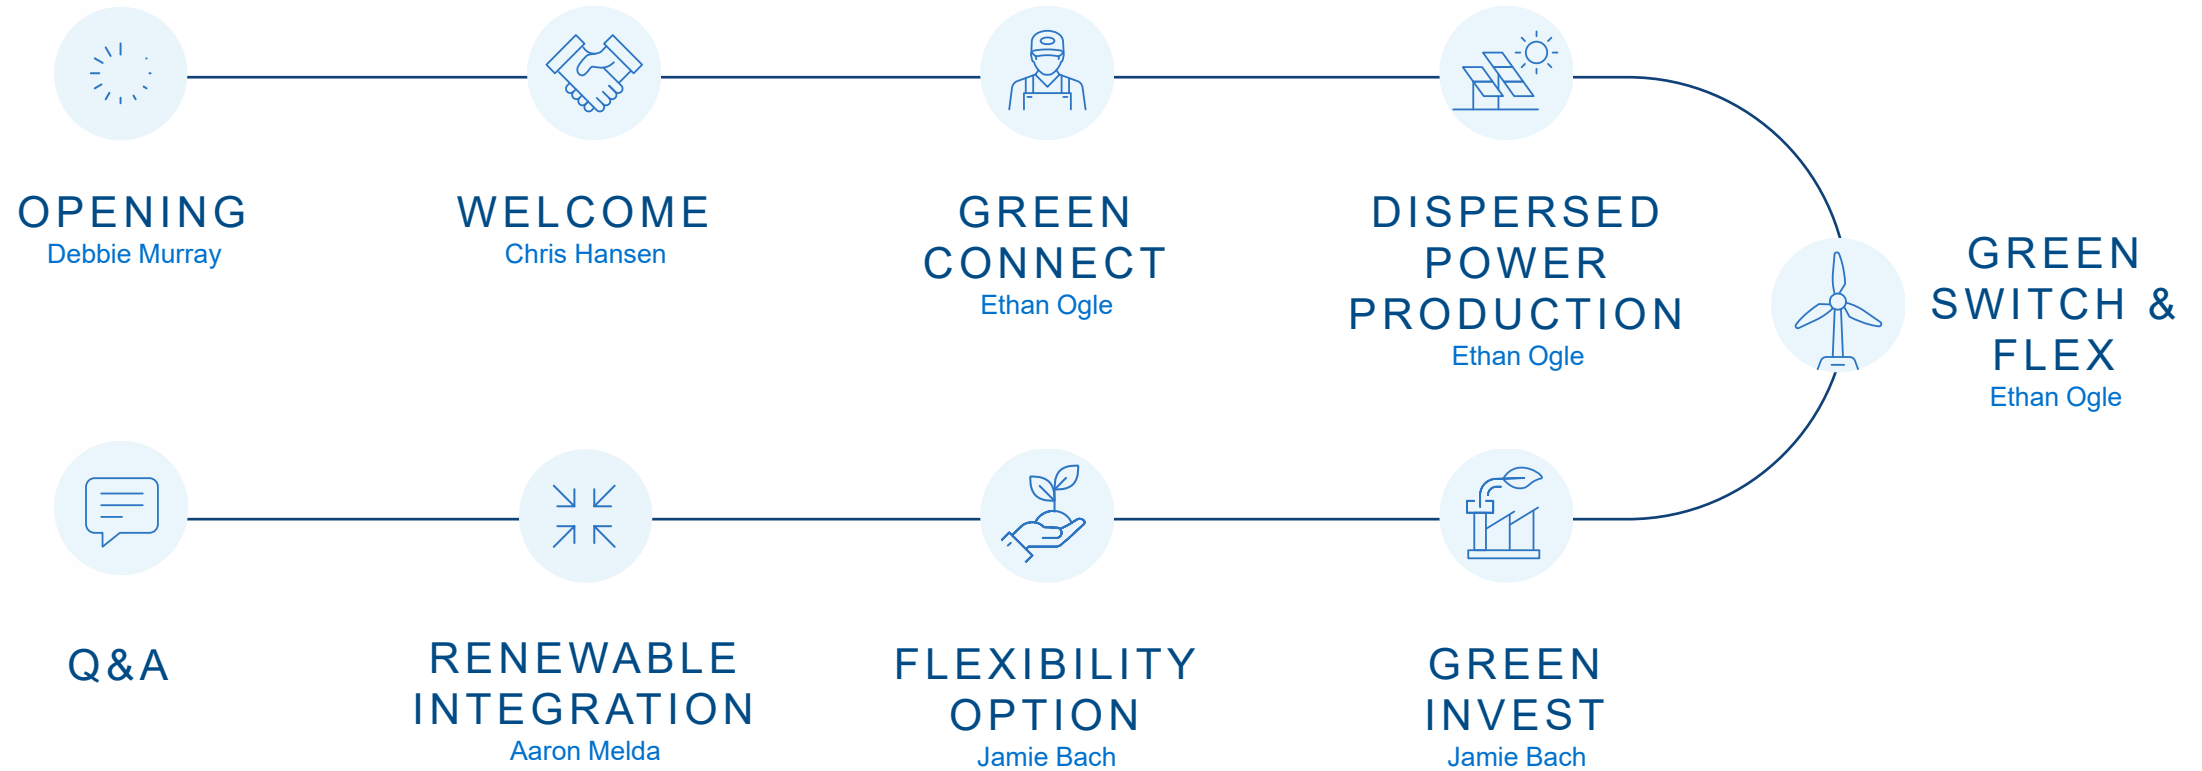 OPENING
Debbie Murray
WELCOME
Chris Hansen
GREEN
CONNECT
Ethan Ogle
DISPERSED
POWER
PRODUCTION
Ethan Ogle
GREEN
SWITCH &
FLEX
Ethan Ogle
GREEN
INVEST
Jamie Bach
FLEXIBILITY
OPTION
Jamie Bach
RENEWABLE
INTEGRATION
Aaron Melda
Q&A